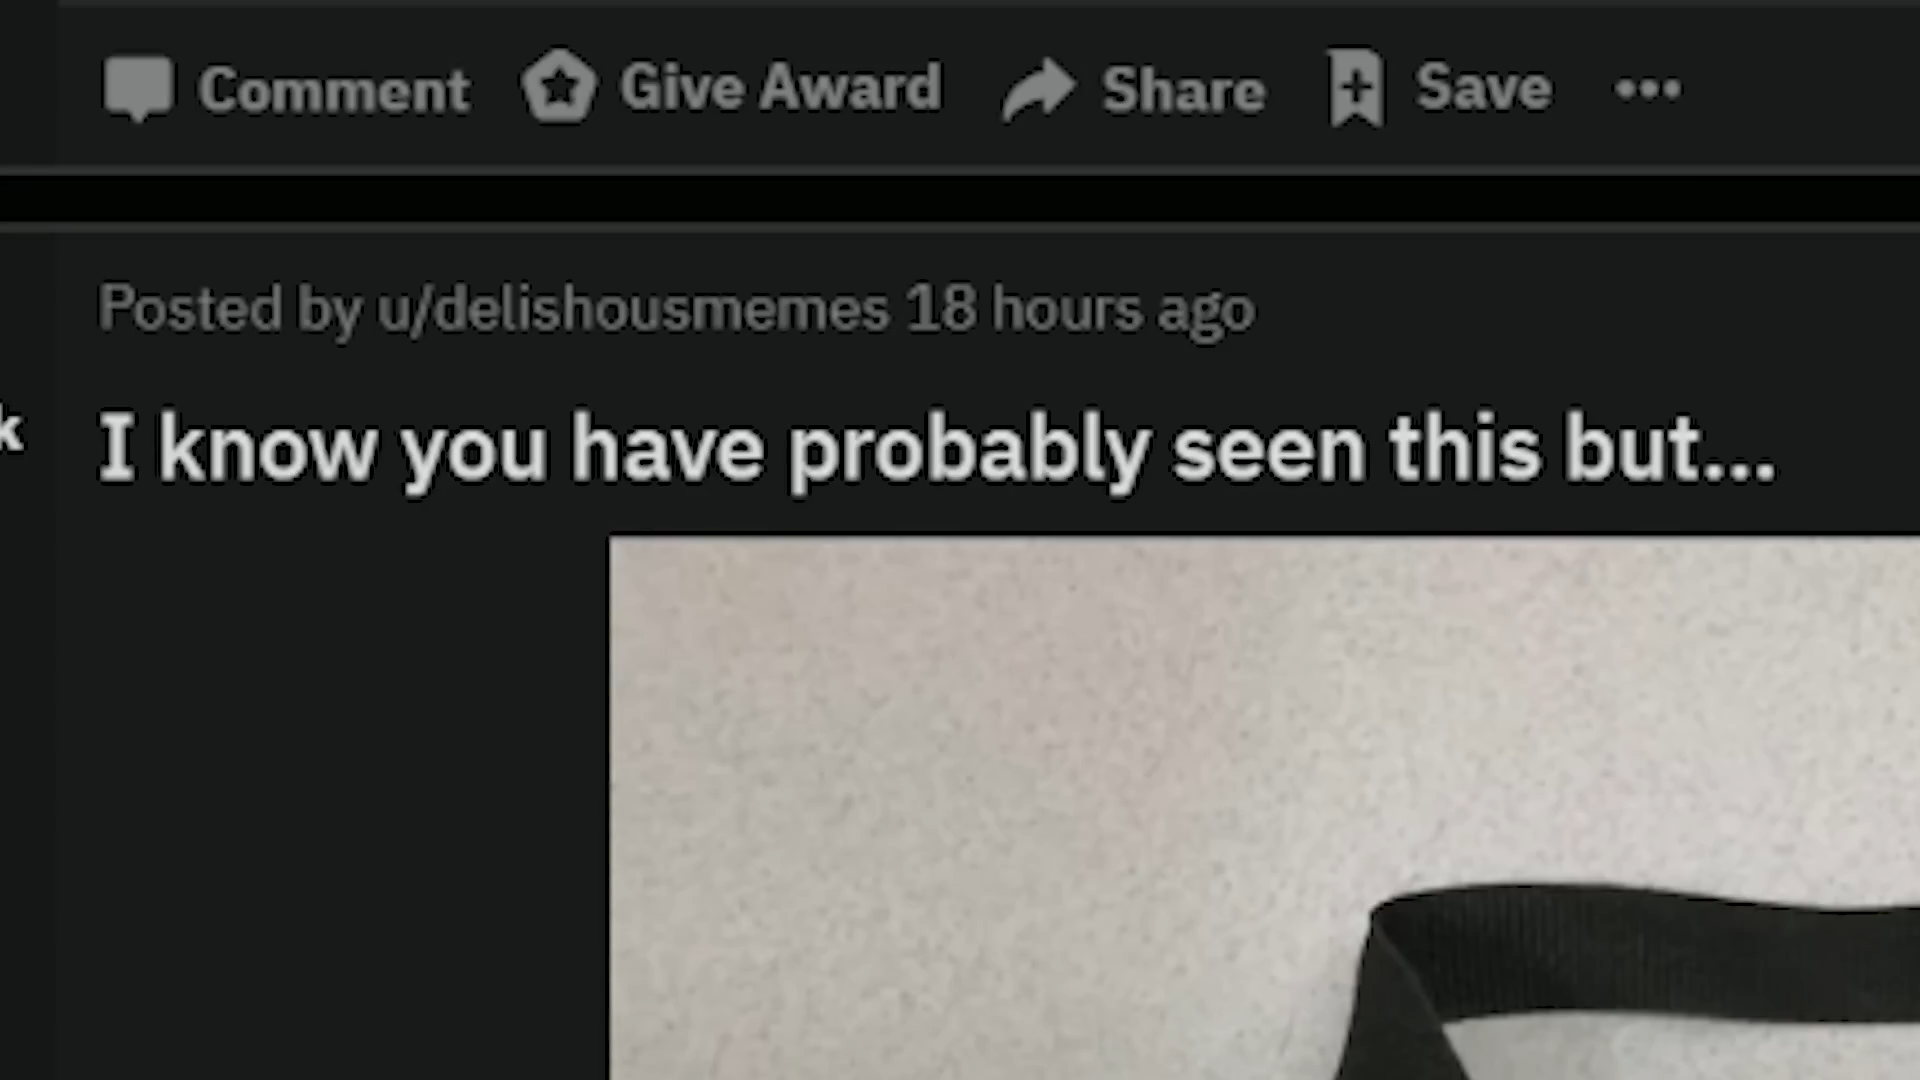 Comment Give Award Share Save
Posted by u/delishousmemes 18 hours ago
k I know you have probably seen this but...